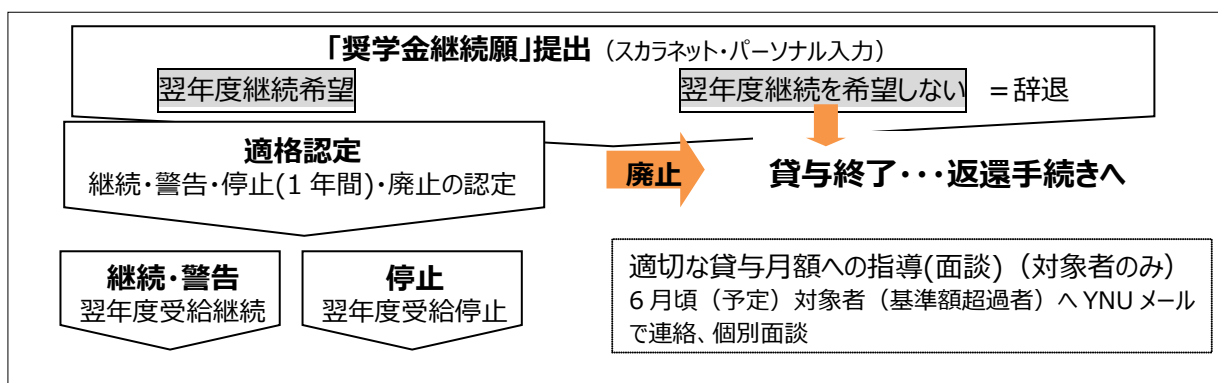 「奨学金継続願」提出（スカラネット・パーソナル入力）
翌年度継続希望
翌年度継続を希望しない ＝辞退
適格認定
継続・警告・停止(1 年間)・廃止の認定
廃止
貸与終了・・・返還手続きへ
継続・警告
翌年度受給継続
停止
翌年度受給停止
適切な貸与月額への指導(面談)（対象者のみ）
6 月頃（予定）対象者（基準額超過者）へ YNU メール
で連絡、個別面談